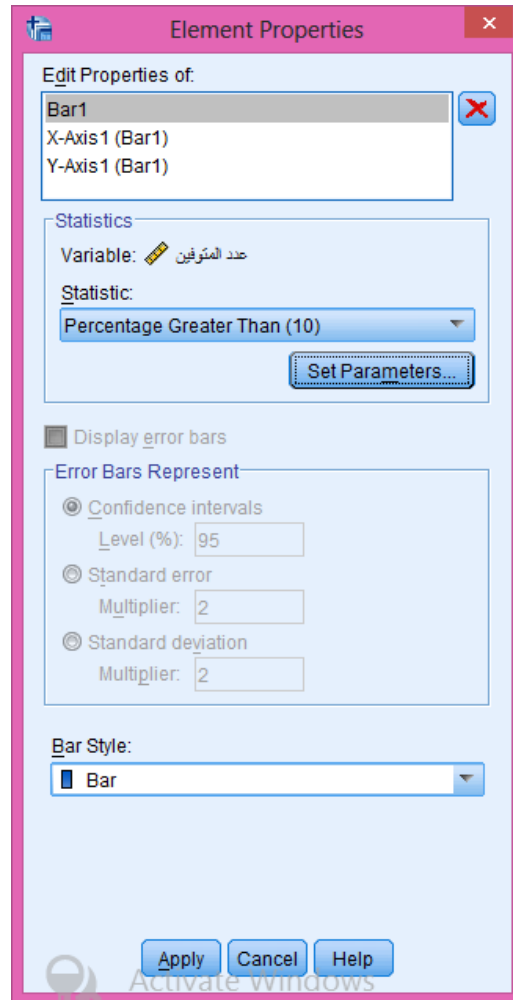 Element Properties
Edit Properties of:
Bar1
X-Axis1 (Bar1)
Y-Axis1 (Bar1)
Statistics
Variable: عدد المتوفين
Statistic:
Percentage Greater Than (10)
Set Parameters...
Display error bars
Error Bars Represent
Confidence intervals
Level (%): 95
Standard error
Multiplier: 2
Standard deviation
Multiplier: 2
Bar Style:
Bar
Apply Cancel Help
Activate Windows